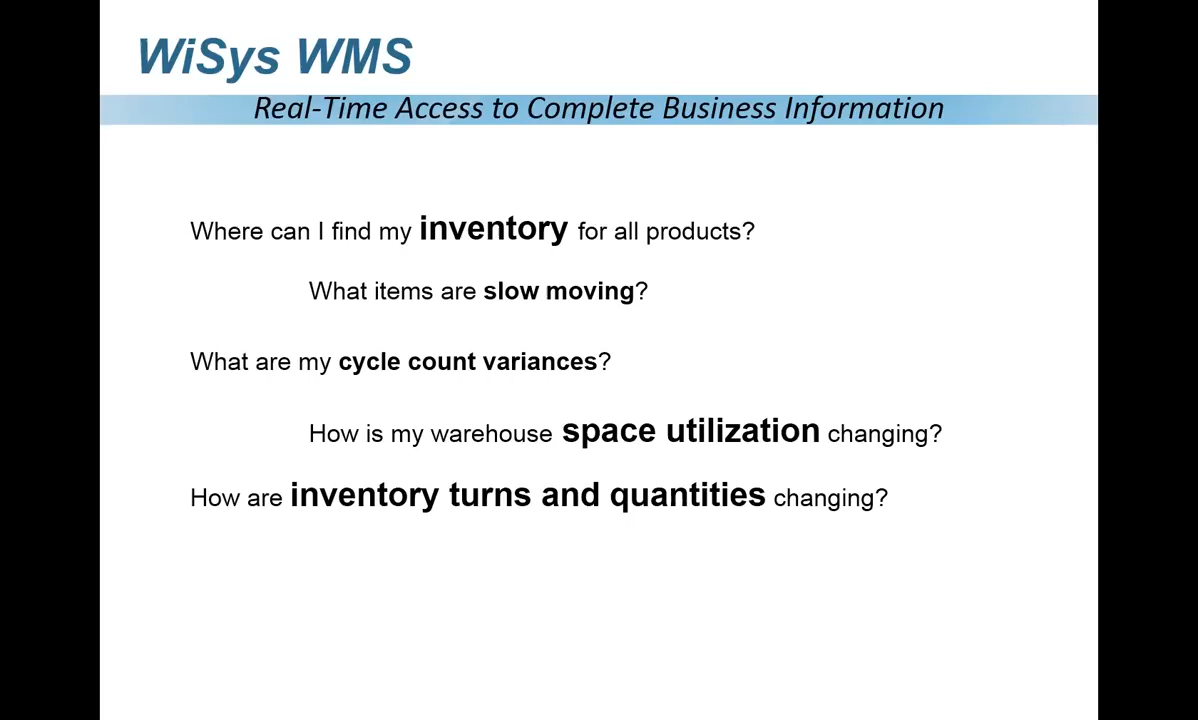 WiSys WMS
Real-Time Access to Complete Business Information
Where can I find my inventory for all products?
What items are slow moving?
What are my cycle count variances?
How is my warehouse space utilization changing?
How are inventory turns and quantities changing?